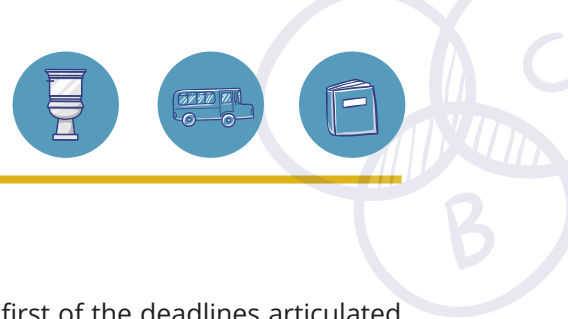 C
B
first of the deadlines articulated